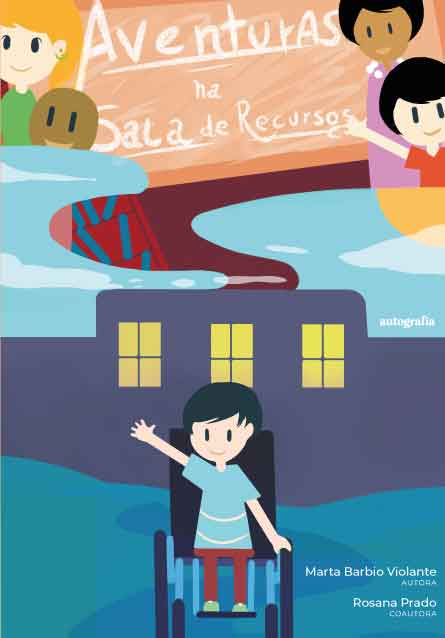 AVenturAS
na
Sala de Recursos
autografia
Marta Barbio Violante
AUTORA
Rosana Prado
COAUTORA